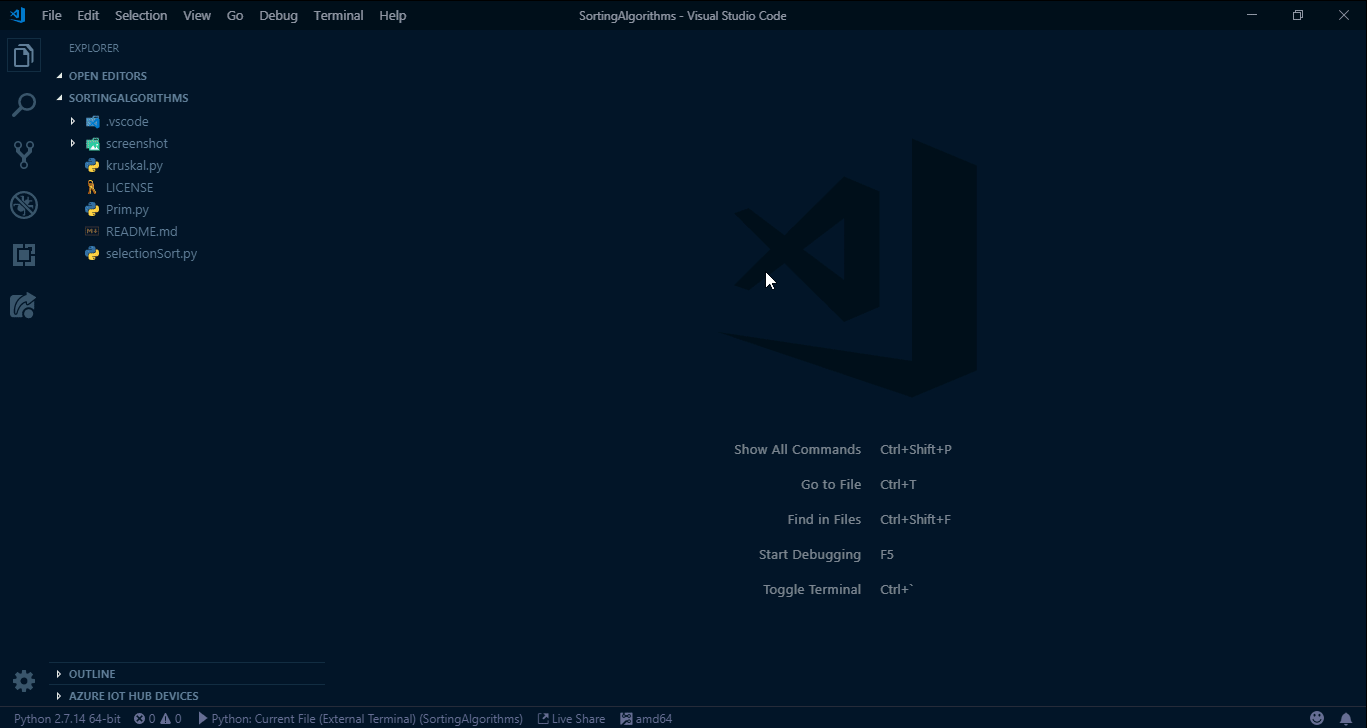 File Edit Selection View Go Debug Terminal Help SortingAlgorithms - Visual Studio Code
EXPLORER
OPEN EDITORS
SORTINGALGORITHMS
.vscode
screenshot
kruskal.py
LICENSE
Prim.py
README.md
selectionSort.py
Show All Commands Ctrl+Shift+P
Go to File Ctrl+T
Find in Files Ctrl+Shift+F
Start Debugging F5
Toggle Terminal Ctrl+`
OUTLINE
AZURE IOT HUB DEVICES
Python 2.7.14 64-bit 0 0 Python: Current File (External Terminal) (SortingAlgorithms) Live Share amd64